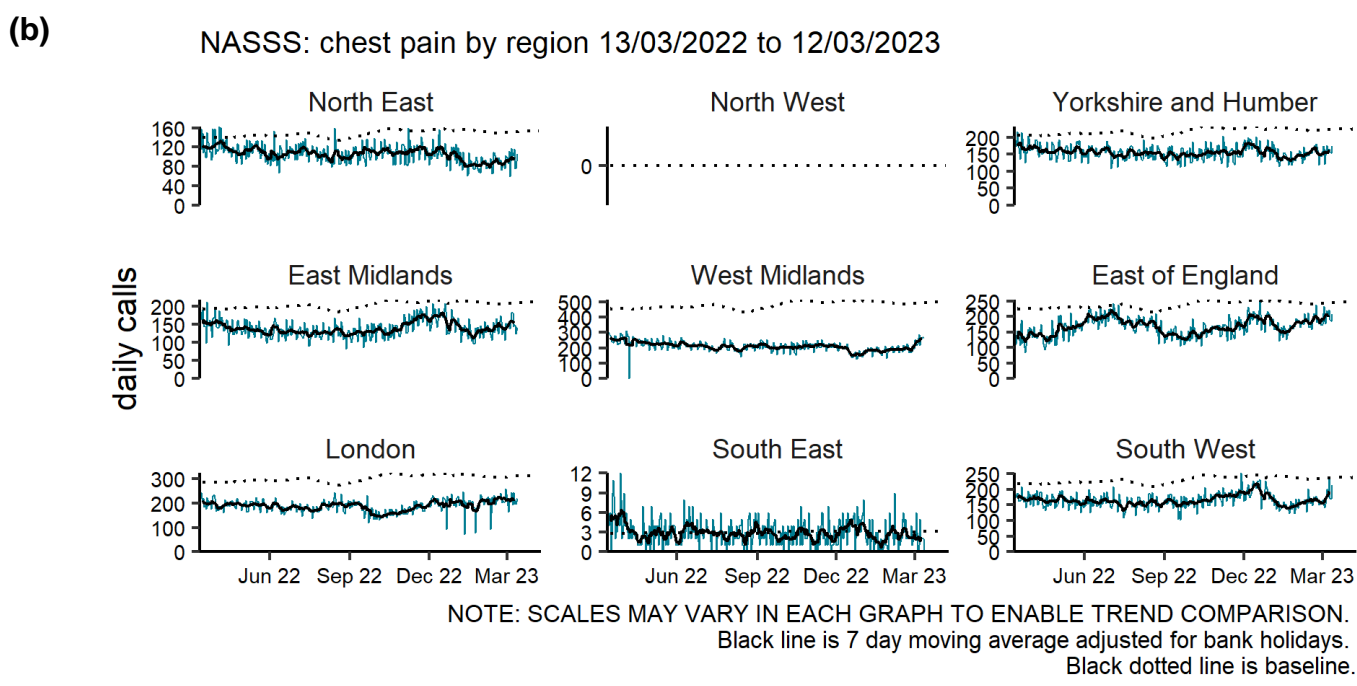 (b)
NASSS: chest pain by region 13/03/2022 to 12/03/2023
daily calls
North East
160
120
80
40
0
North West
0
Yorkshire and Humber
200
150
100
50
0
East Midlands
200
150
100
50
0
West Midlands
500
400
300
200
100
0
East of England
250
200
150
100
50
0
London
300
200
100
0
Jun 22 Sep 22 Dec 22 Mar 23
South East
12
9
6
3
0
Jun 22 Sep 22 Dec 22 Mar 23
South West
250
200
150
100
50
0
Jun 22 Sep 22 Dec 22 Mar 23
NOTE: SCALES MAY VARY IN EACH GRAPH TO ENABLE TREND COMPARISON.
Black line is 7 day moving average adjusted for bank holidays.
Black dotted line is baseline.